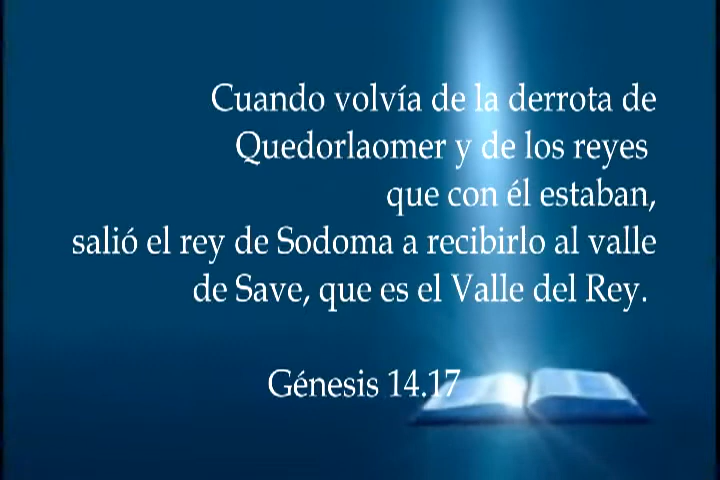 Cuando volvía de la derrota de
Quedorlaomer y de los reyes
que con él estaban,
salió el rey de Sodoma a recibirlo al valle
de Save, que es el Valle del Rey.
Génesis 14.17